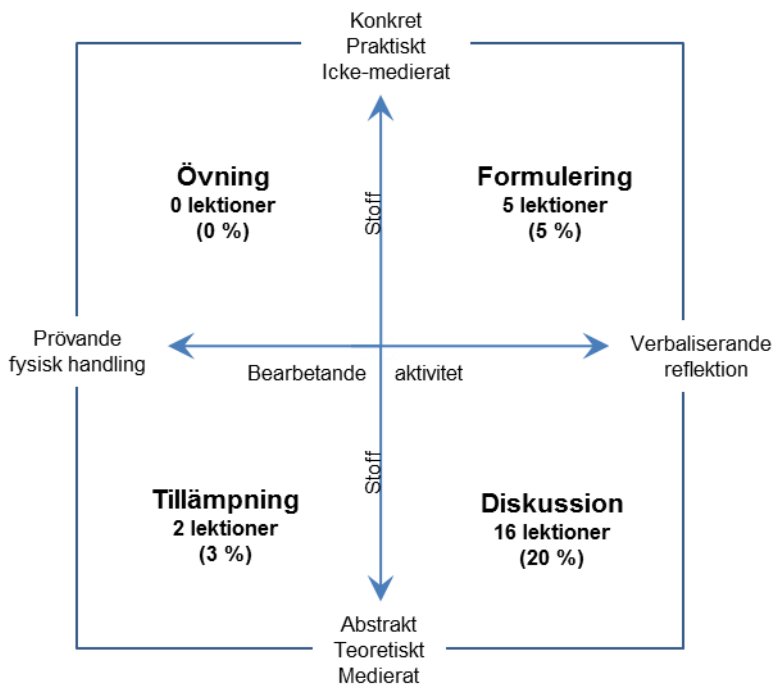 Konkret
Praktiskt
Icke-medierat
Övning
0 lektioner
(0 %)
Formulering
5 lektioner
(5 %)
Stoff
Prövande
fysisk handling
Verbaliserande
reflektion
Bearbetande aktivitet
Stoff
Tillämpning
2 lektioner
(3 %)
Diskussion
16 lektioner
(20 %)
Abstrakt
Teoretiskt
Medierat